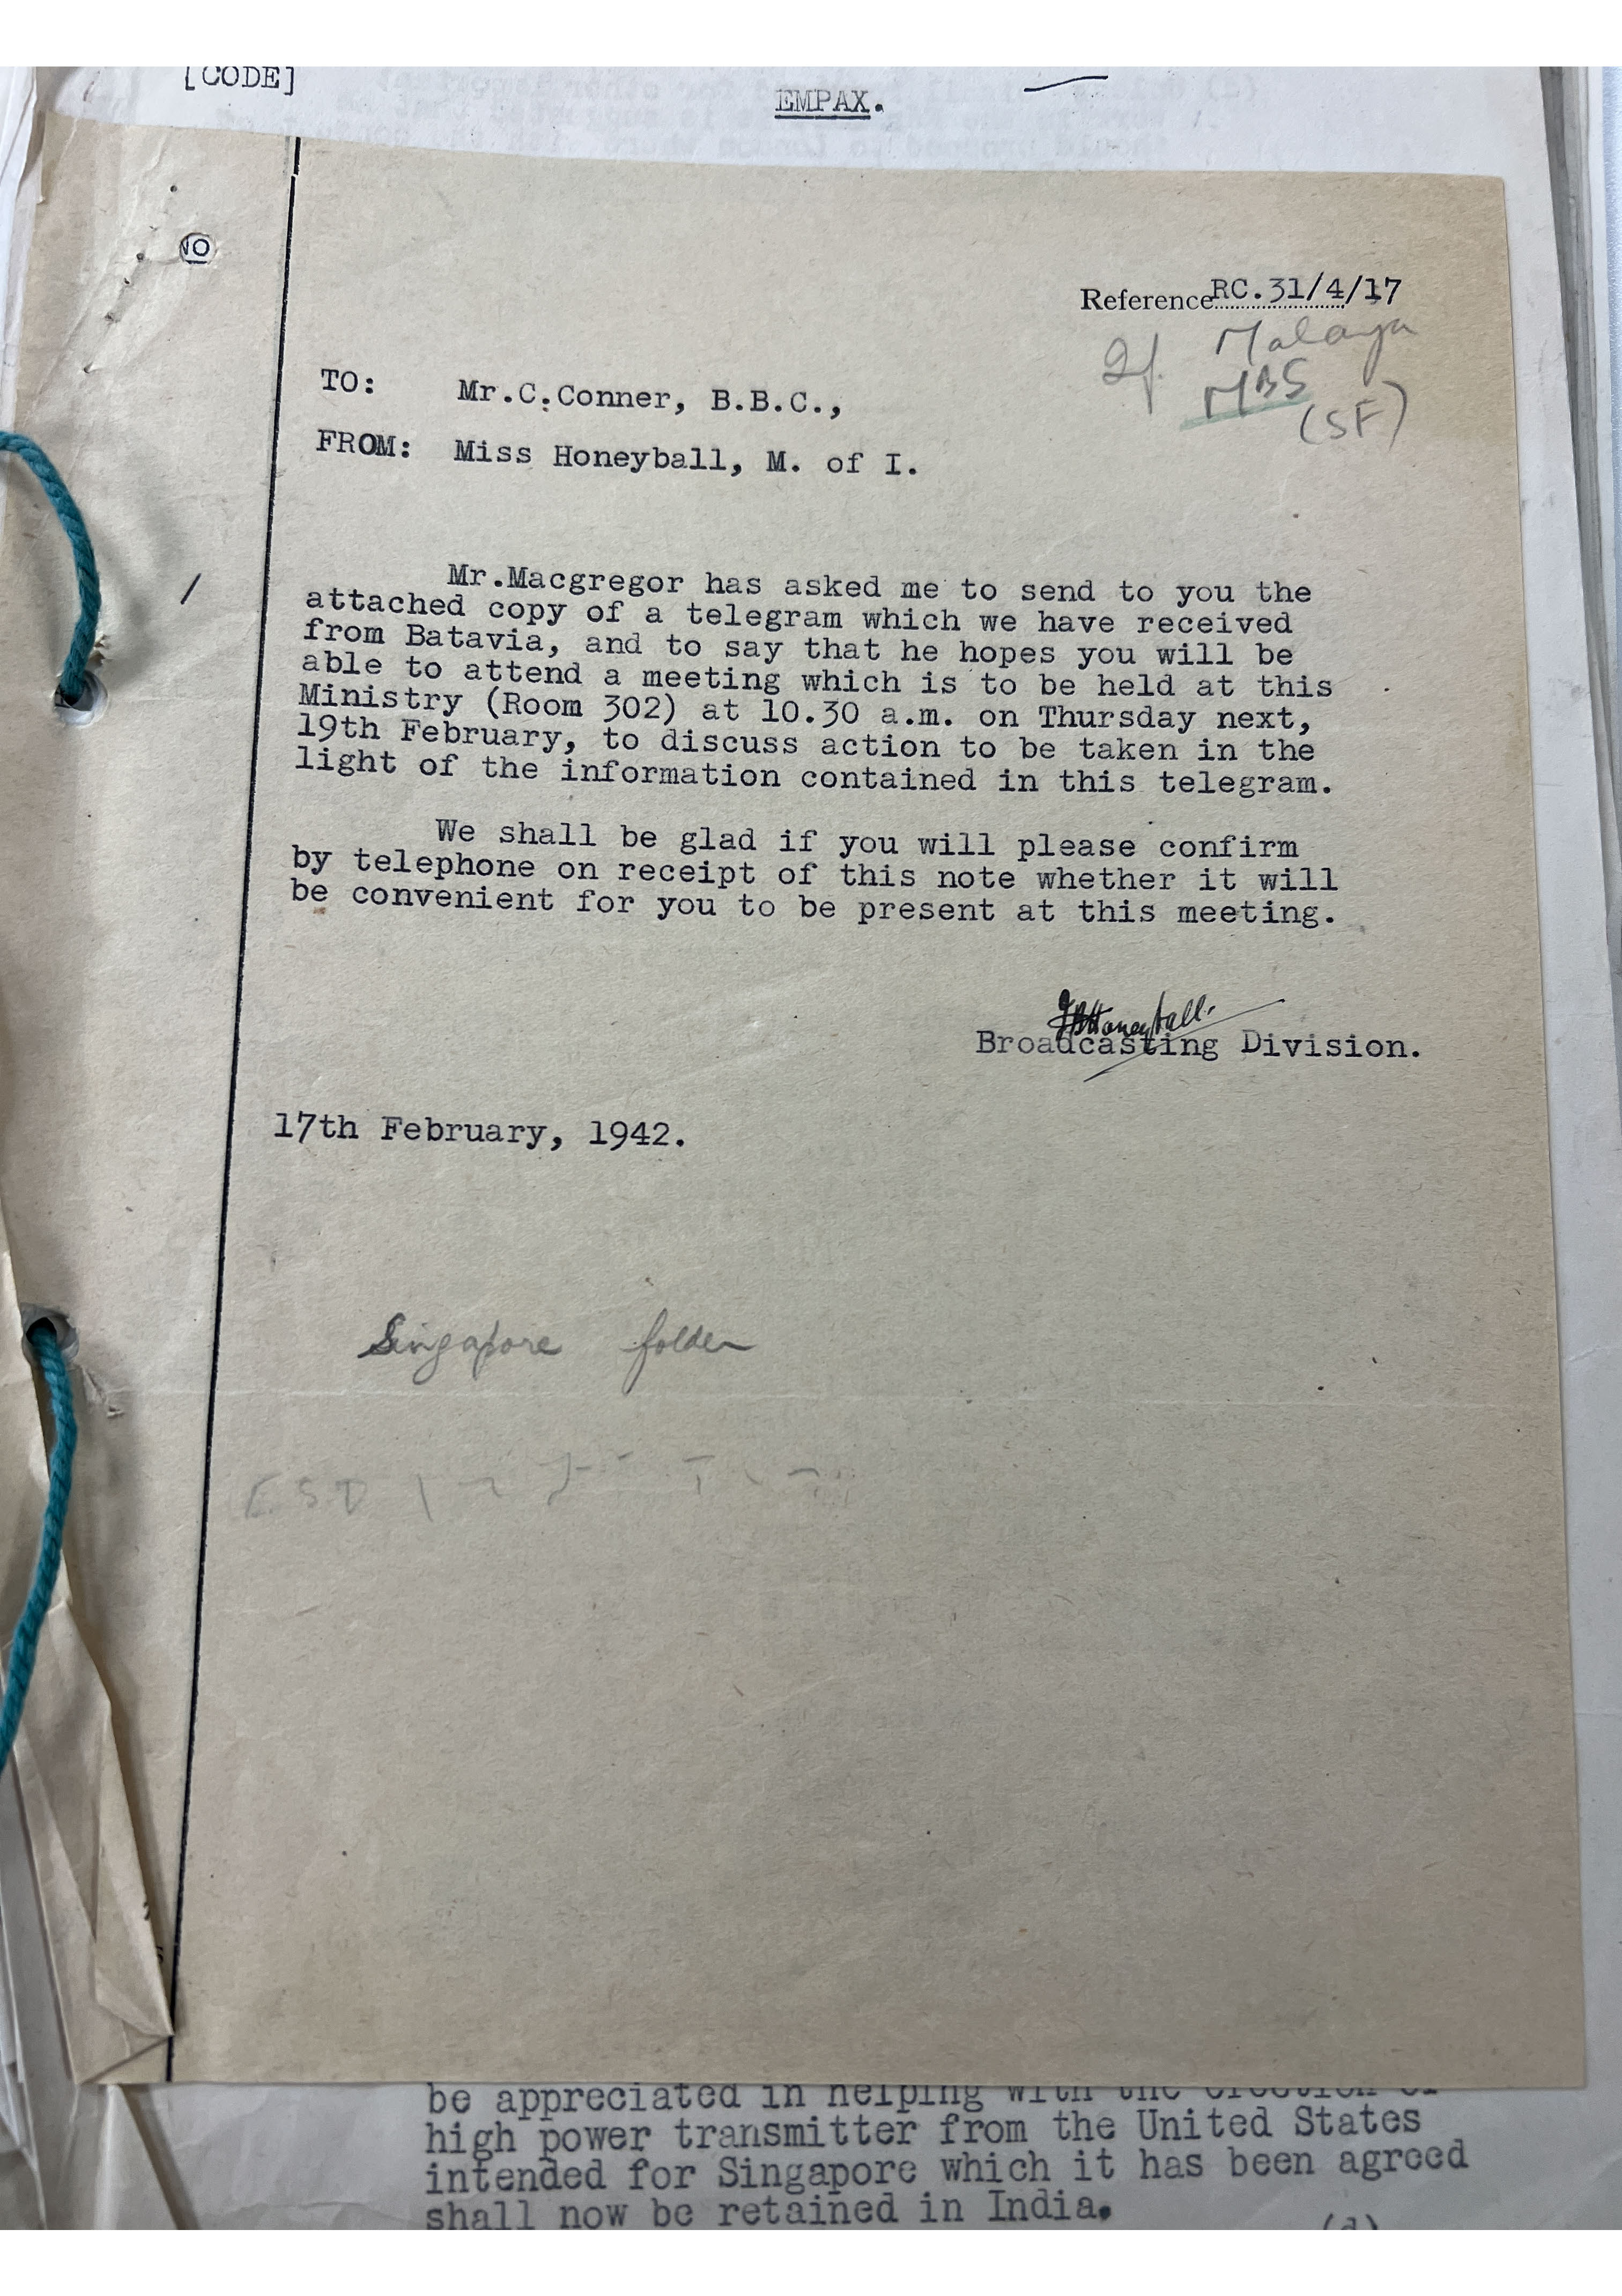 [CODE]
EMPAX.
NO
Reference RC.31/4/17
Malaya
MBS
(SF)
TO: Mr.C.Conner, B.B.C.,
FROM: Miss Honeyball, M. of I.
Mr.Macgregor has asked me to send to you the
attached copy of a telegram which we have received
from Batavia, and to say that he hopes you will be
able to attend a meeting which is to be held at this
Ministry (Room 302) at 10.30 a.m. on Thursday next,
19th February, to discuss action to be taken in the
light of the information contained in this telegram.
We shall be glad if you will please confirm
by telephone on receipt of this note whether it will
be convenient for you to be present at this meeting.
Honeyball.
Broadcasting Division.
17th February, 1942.
Singapore folder
be appreciated in helping with the erection of
high power transmitter from the United States
intended for Singapore which it has been agreed
shall now be retained in India.
(d)